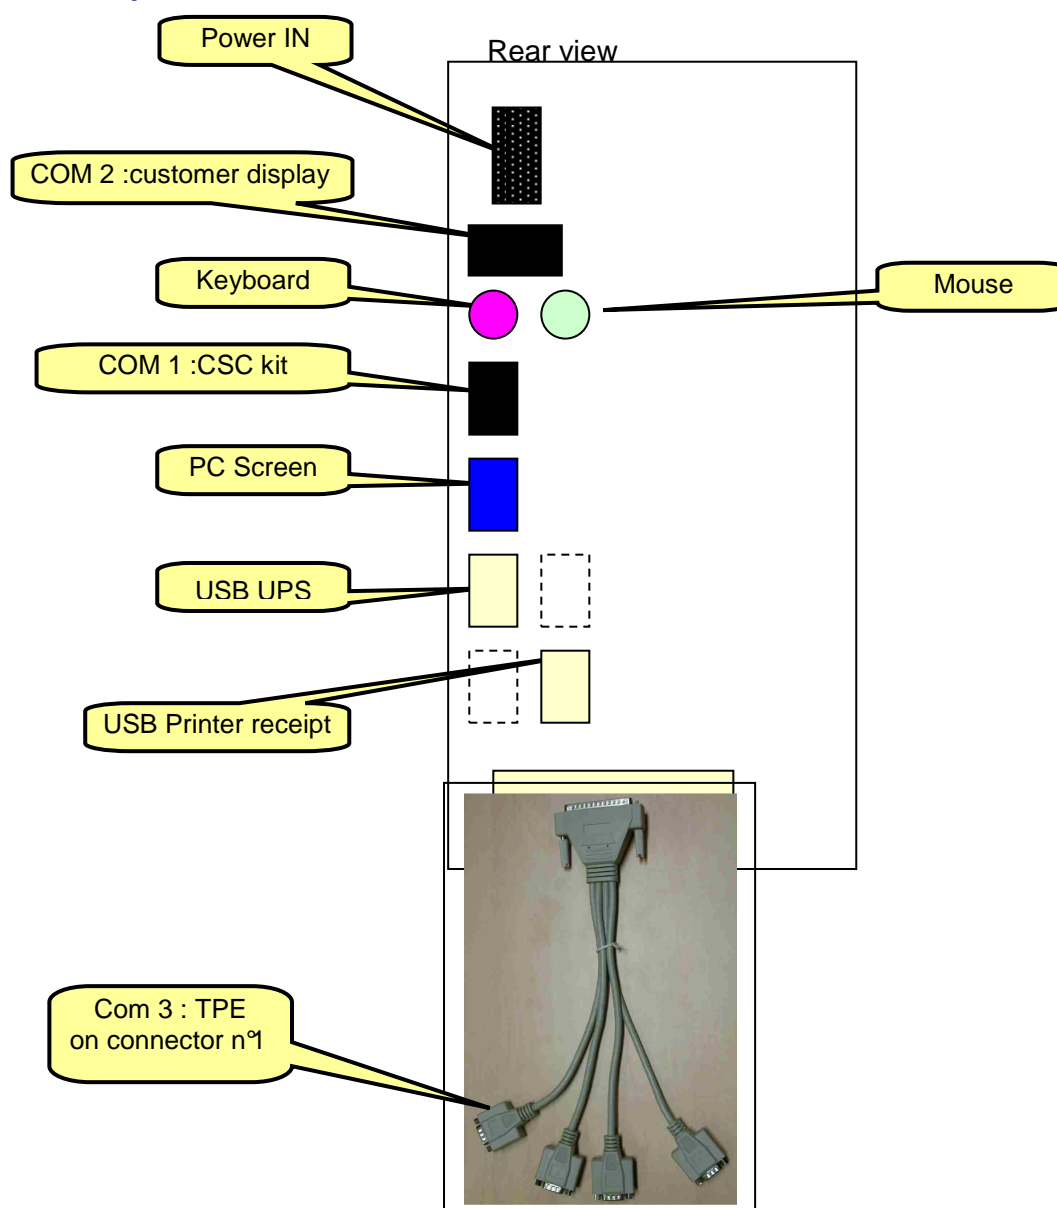 Power IN
Rear view
COM 2 :customer display
Keyboard
Mouse
COM 1 :CSC kit
PC Screen
USB UPS
USB Printer receipt
Com 3 : TPE
on connector n°1